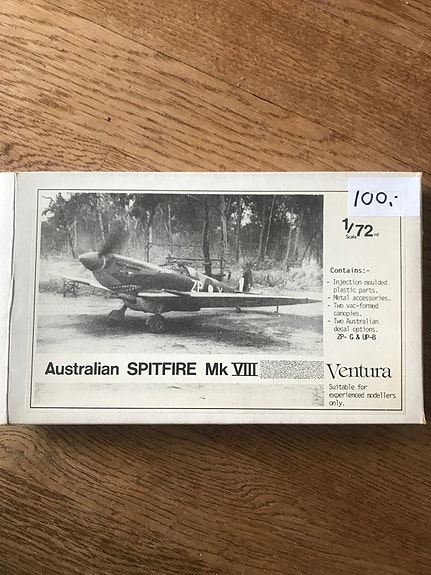 100,-
1/72nd
Scale
Contains:-
- Injection moulded
plastic parts.
- Metal accessories.
- Two vac-formed
canopies.
- Two Australian
decal options.
ZP- G & UP-B
Australian SPITFIRE Mk VIII
Ventura
Suitable for
experienced modellers
only.